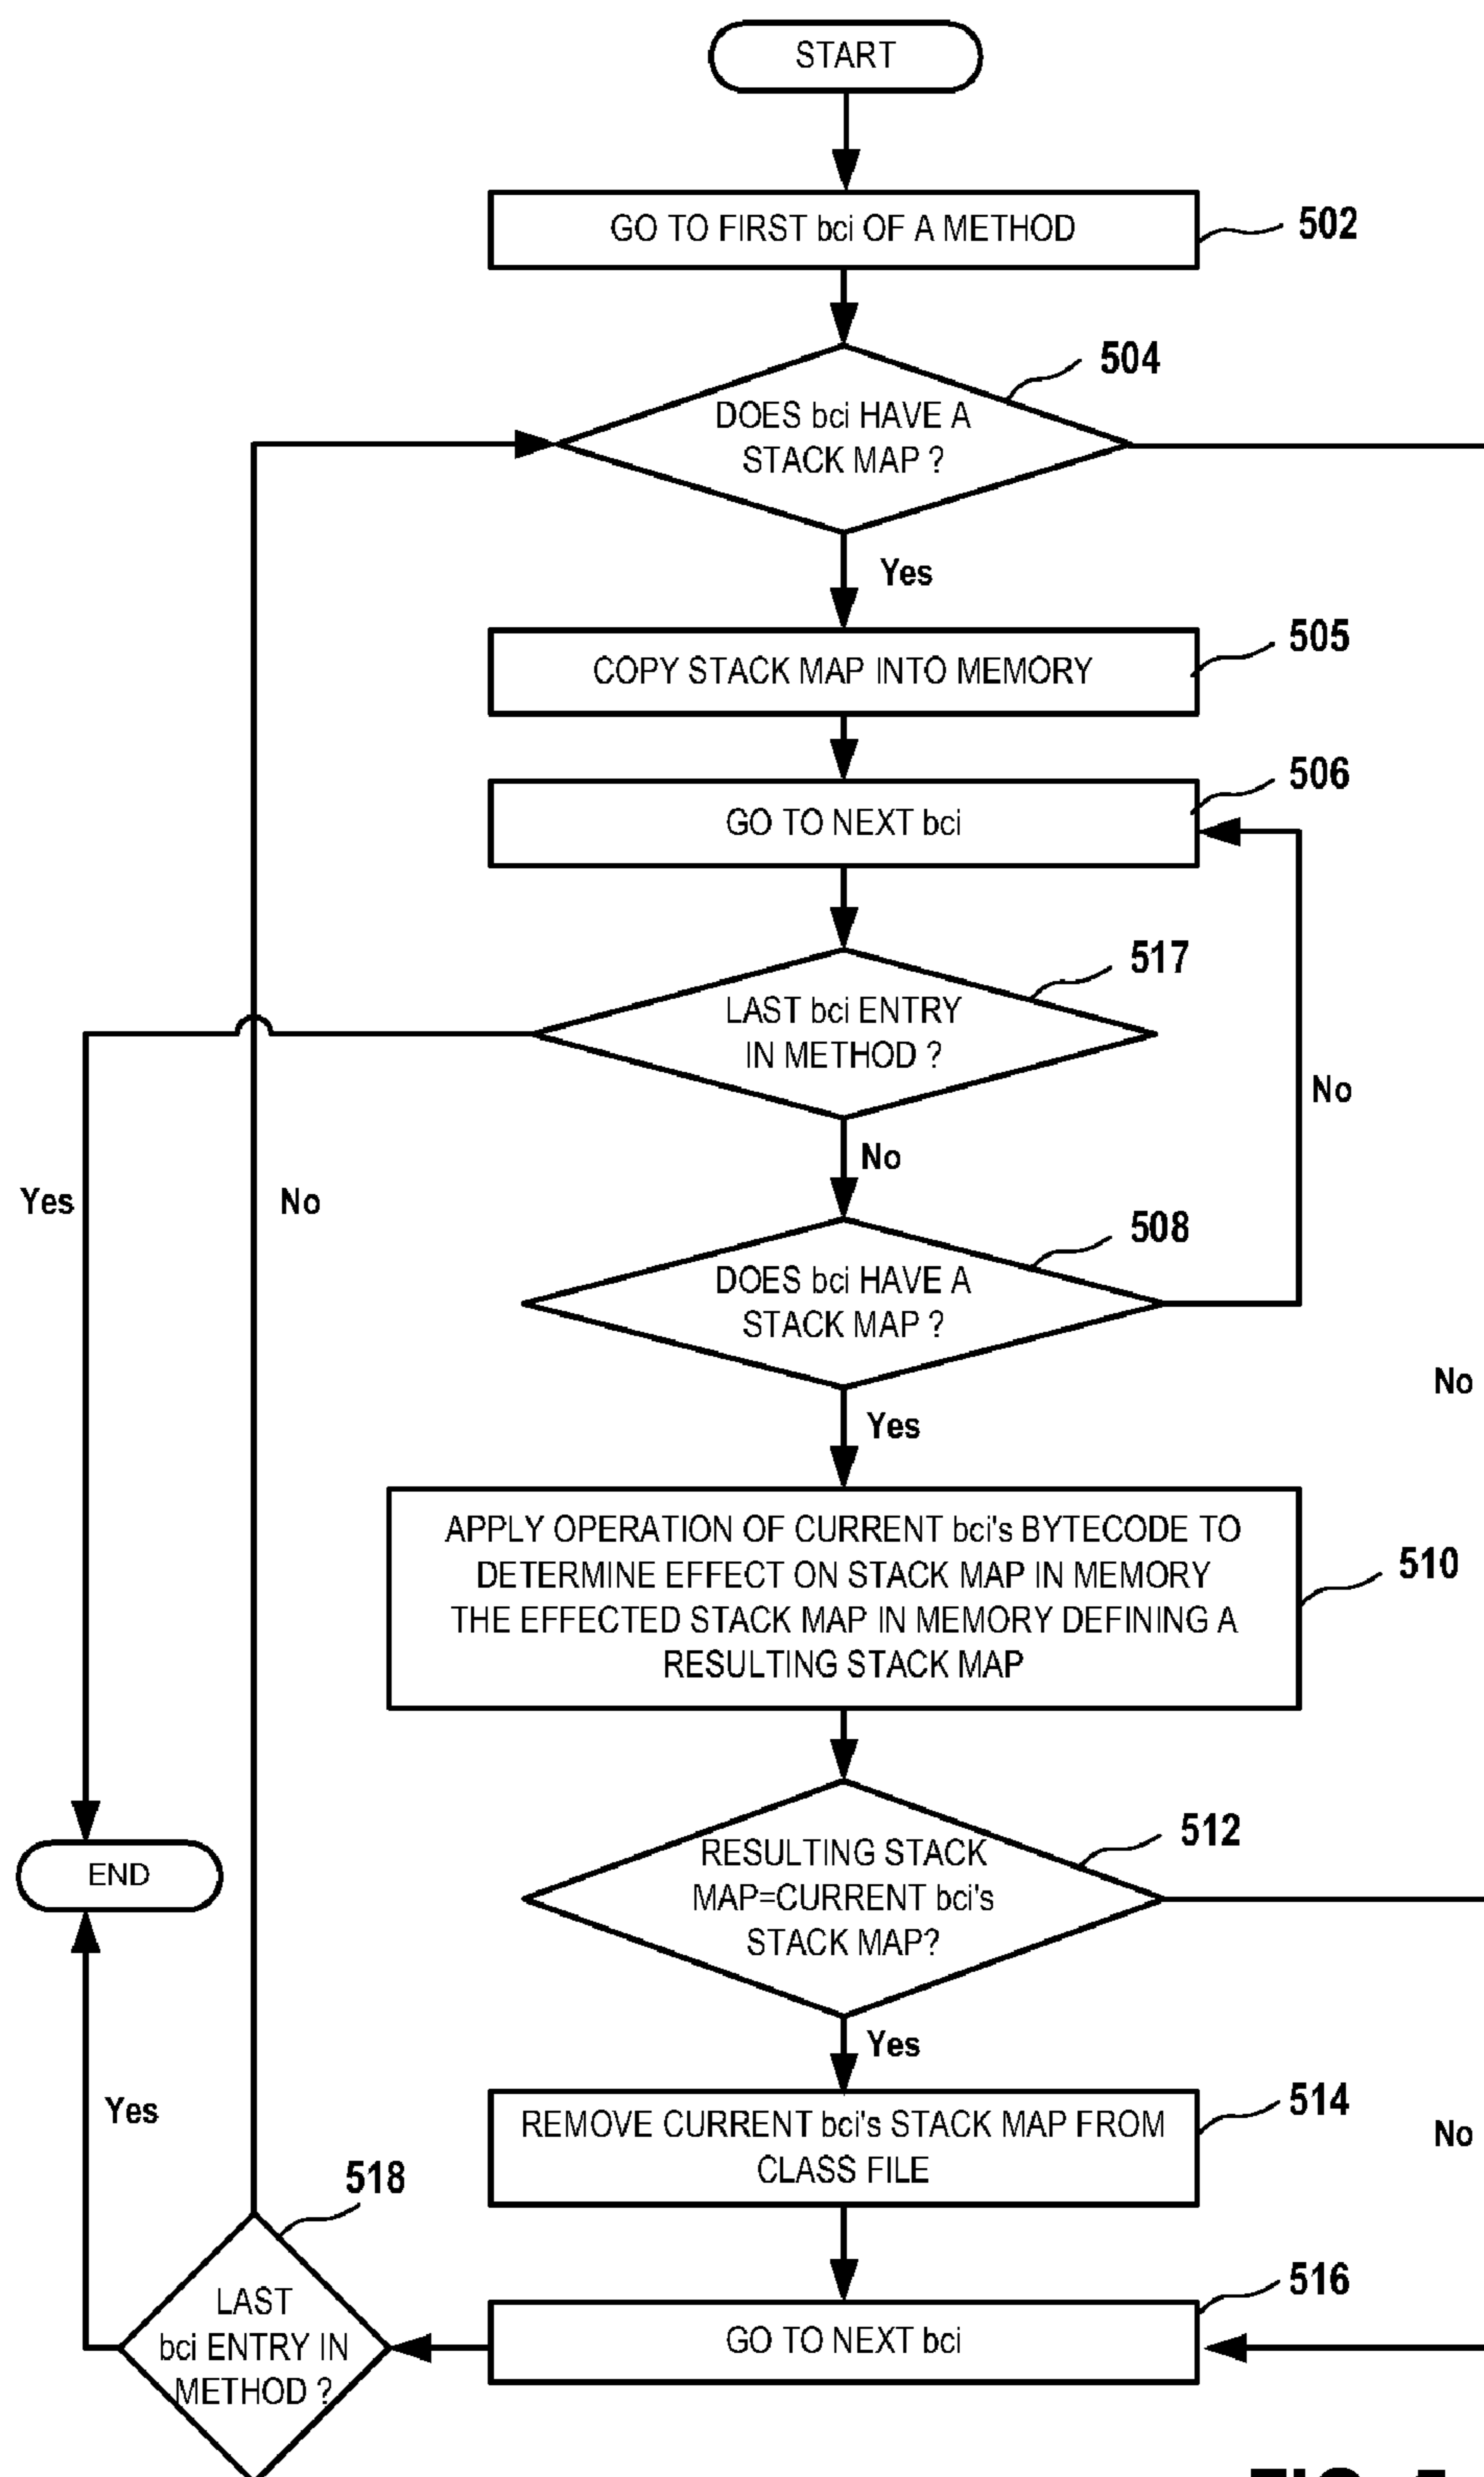 START
GO TO FIRST bci OF A METHOD
502
504
DOES bci HAVE A
STACK MAP ?
Yes
505
COPY STACK MAP INTO MEMORY
506
GO TO NEXT bci
517
LAST bci ENTRY
IN METHOD ?
No
No
Yes
No
508
DOES bci HAVE A
STACK MAP ?
No
Yes
APPLY OPERATION OF CURRENT bci's BYTECODE TO
DETERMINE EFFECT ON STACK MAP IN MEMORY
THE EFFECTED STACK MAP IN MEMORY DEFINING A
RESULTING STACK MAP
510
512
RESULTING STACK
MAP=CURRENT bci's
STACK MAP?
END
Yes
Yes
514
REMOVE CURRENT bci's STACK MAP FROM
CLASS FILE
No
518
516
LAST
bci ENTRY IN
METHOD ?
GO TO NEXT bci